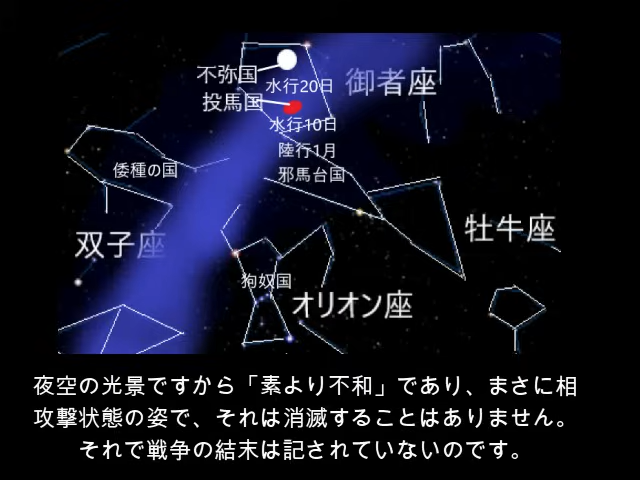 不弥国
水行20日
御者座
投馬国
水行10日
陸行1月
倭種の国
邪馬台国
双子座
牡牛座
狗奴国
オリオン座
夜空の光景ですから「素より不和」であり、まさに相
攻撃状態の姿で、それは消滅することはありません。
それで戦争の結末は記されていないのです。